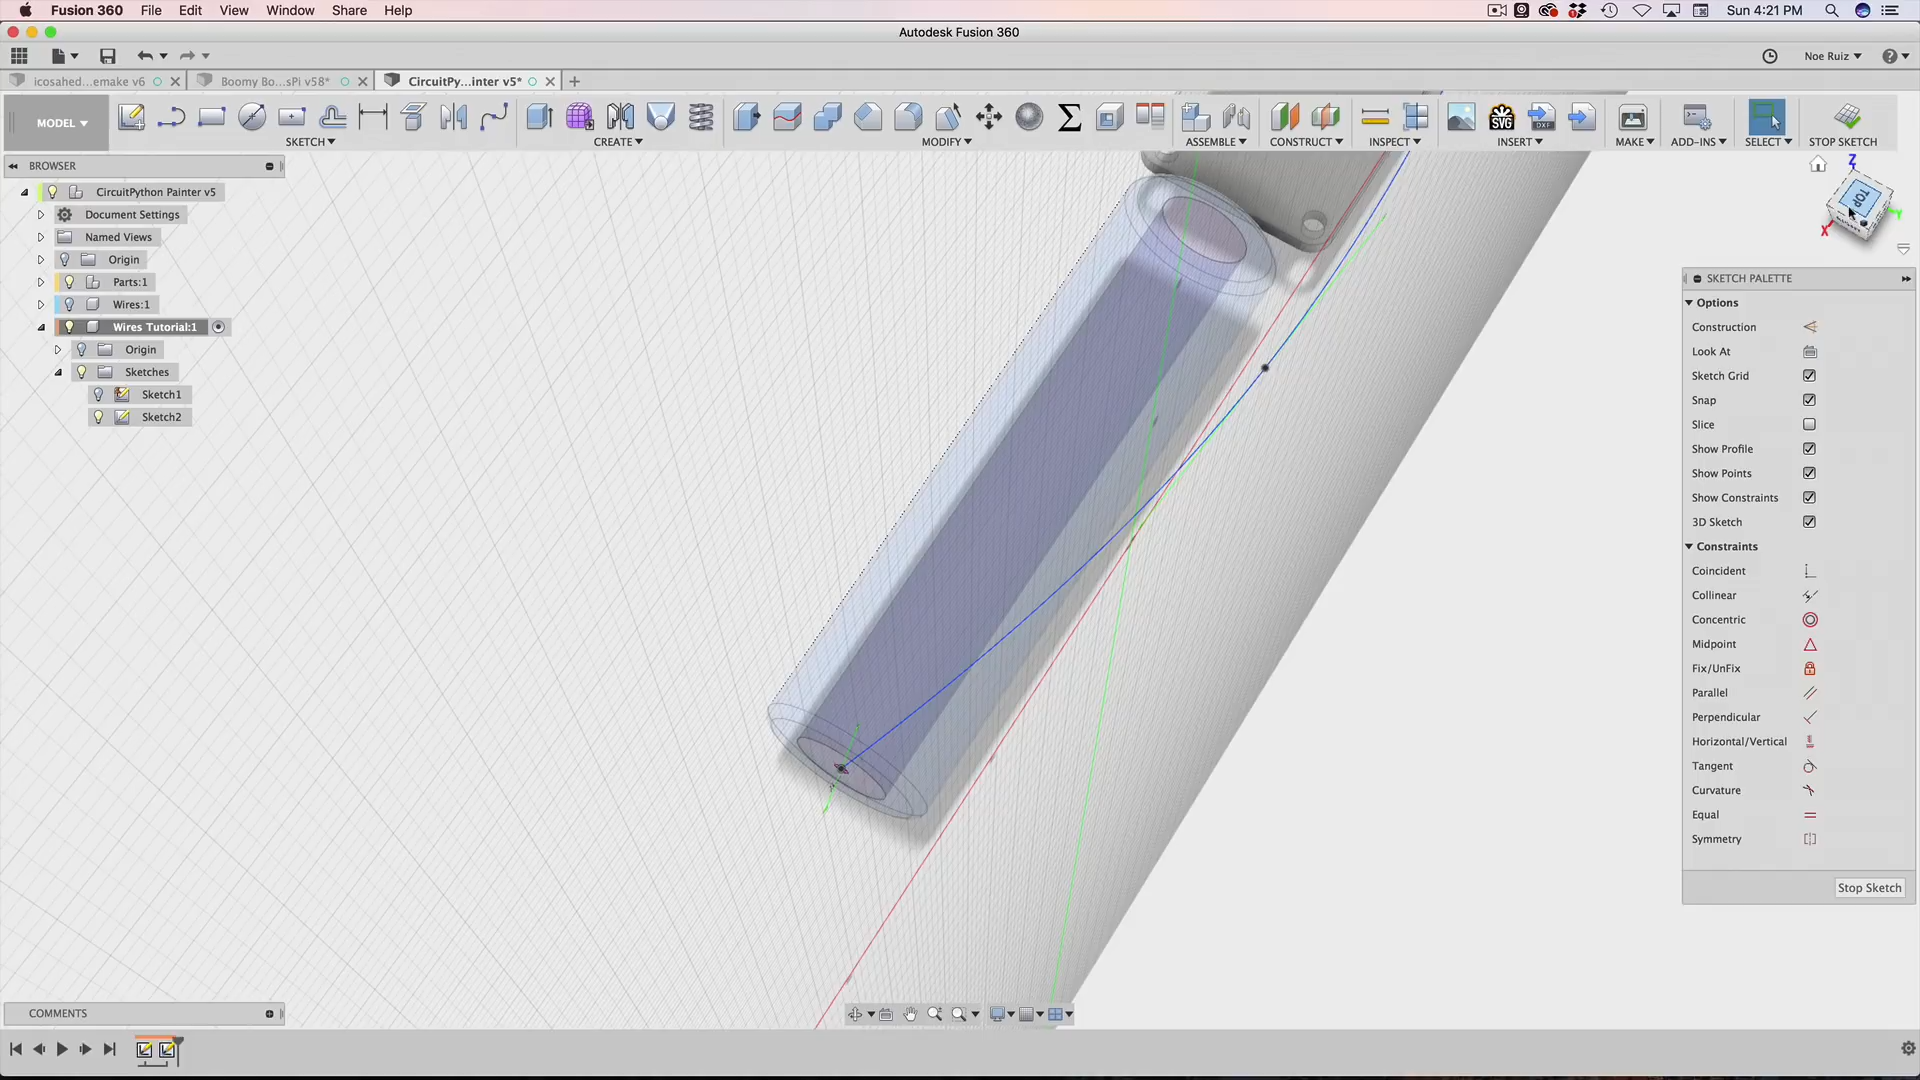 Fusion 360 File Edit View Window Share Help Sun 4:21 PM
Autodesk Fusion 360
Noe Ruiz
icosahed...emake v6 Boomy Bo...sPi v58* CircuitPy...inter v5*
MODEL SKETCH CREATE MODIFY ASSEMBLE CONSTRUCT INSPECT INSERT MAKE ADD-INS SELECT STOP SKETCH
SVG
DXF
BROWSER
CircuitPython Painter v5
Document Settings
Named Views
Origin
Parts:1
Wires:1
Wires Tutorial:1
Origin
Sketches
Sketch1
Sketch2
Z
TOP
X
Y
SKETCH PALETTE
Options
Construction
Look At
Sketch Grid
Snap
Slice
Show Profile
Show Points
Show Constraints
3D Sketch
Constraints
Coincident
Collinear
Concentric
Midpoint
Fix/UnFix
Parallel
Perpendicular
Horizontal/Vertical
Tangent
Curvature
Equal
Symmetry
Stop Sketch
COMMENTS